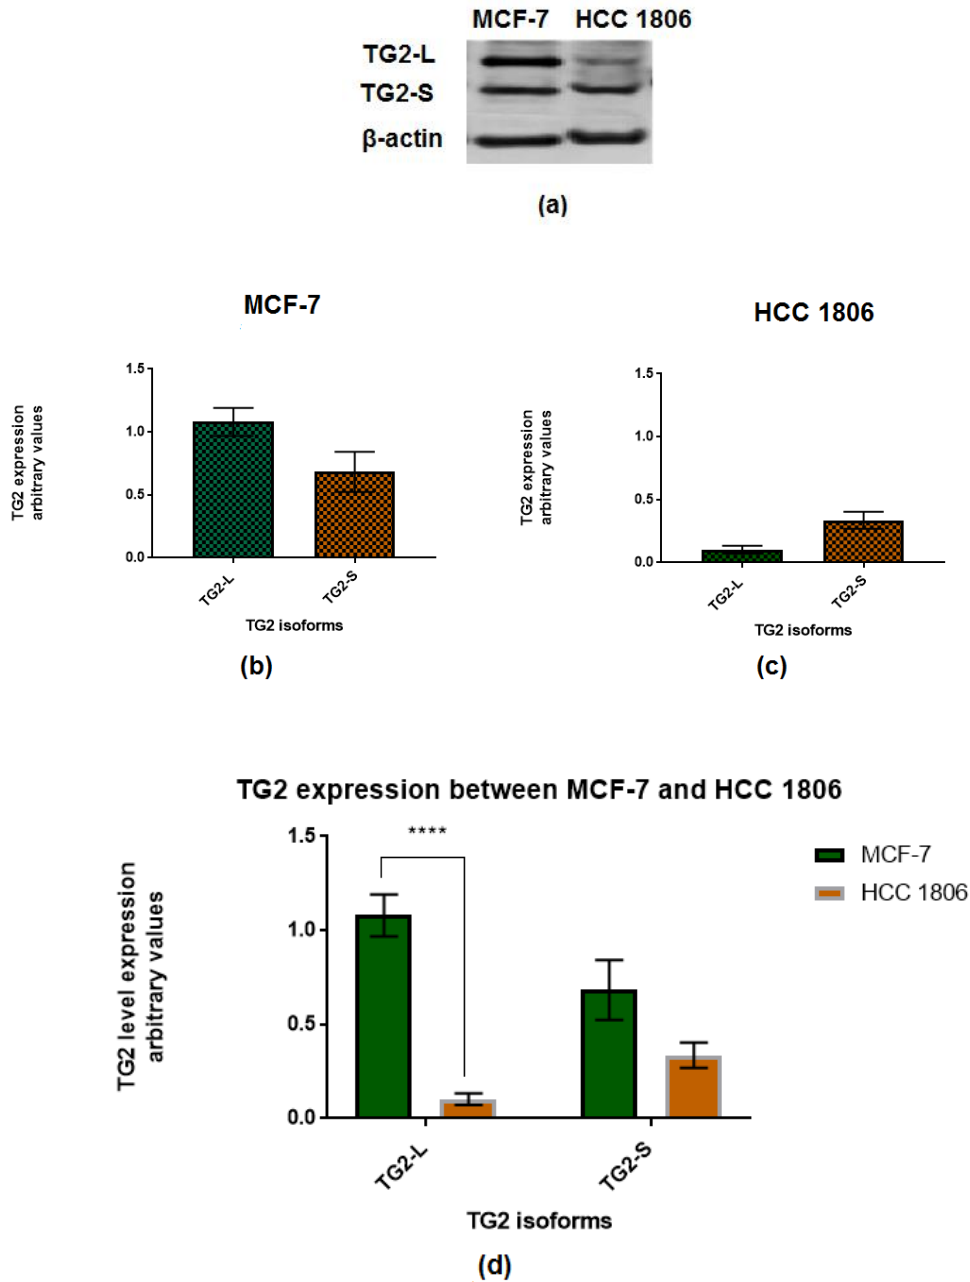 MCF-7 HCC 1806
TG2-L
TG2-S
β-actin
(a)
MCF-7
TG2 expression
arbitrary values
1.5
1.0
0.5
0.0
TG2-L
TG2-S
TG2 isoforms
(b)
HCC 1806
TG2 expression
arbitrary values
1.5
1.0
0.5
0.0
TG2-L
TG2-S
TG2 isoforms
(c)
TG2 expression between MCF-7 and HCC 1806
TG2 level expression
arbitrary values
1.5
1.0
0.5
0.0
****
MCF-7
HCC 1806
TG2-L
TG2-S
TG2 isoforms
(d)